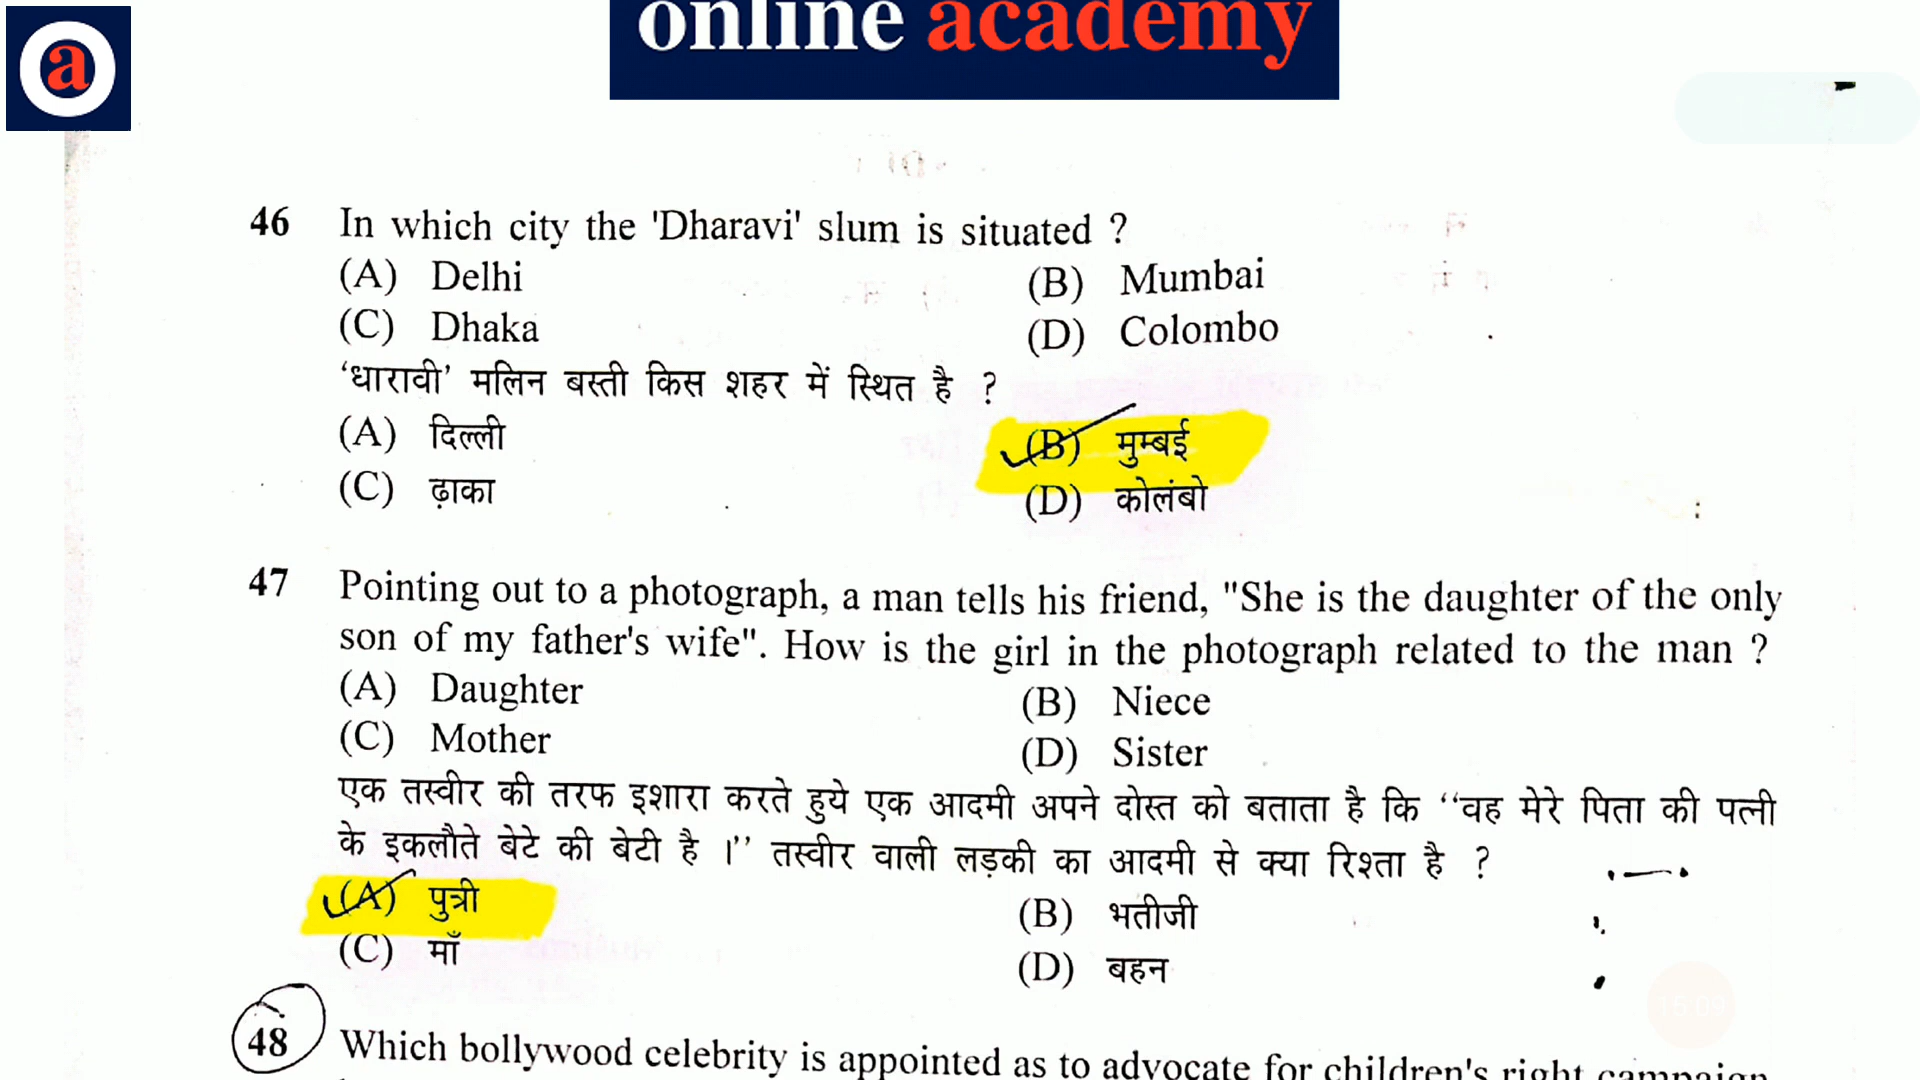 a
online academy
46 In which city the 'Dharavi' slum is situated ?
(A) Delhi (B) Mumbai
(C) Dhaka (D) Colombo
‘धारावी’ मलिन बस्ती किस शहर में स्थित है ?
(A) दिल्ली (B) मुम्बई
(C) ढ़ाका (D) कोलंबो
47 Pointing out to a photograph, a man tells his friend, "She is the daughter of the only
son of my father's wife". How is the girl in the photograph related to the man ?
(A) Daughter (B) Niece
(C) Mother (D) Sister
एक तस्वीर की तरफ इशारा करते हुये एक आदमी अपने दोस्त को बताता है कि ‘‘वह मेरे पिता की पत्नी
के इकलौते बेटे की बेटी है ।’’ तस्वीर वाली लड़की का आदमी से क्या रिश्ता है ?
(A) पुत्री (B) भतीजी
(C) माँ (D) बहन
48 Which bollywood celebrity is appointed as to advocate for children's right campaign